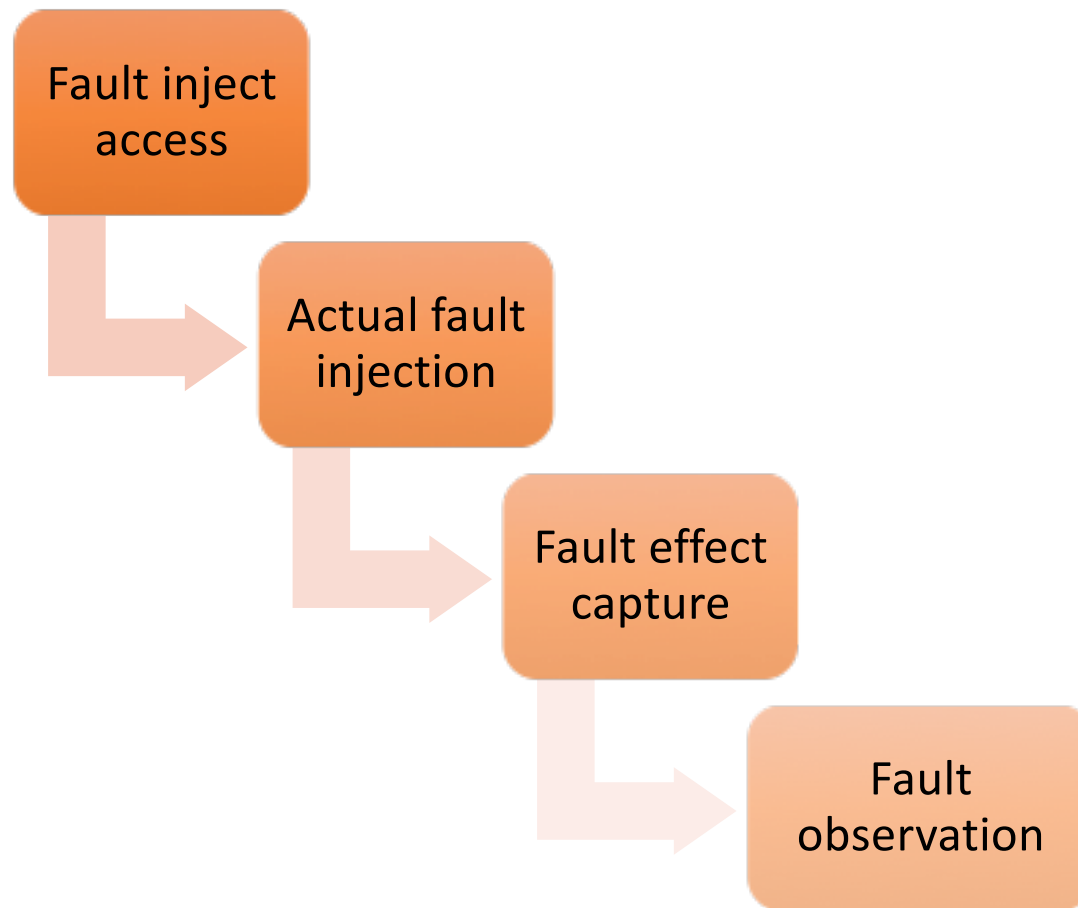 Fault inject
access
Actual fault
injection
Fault effect
capture
Fault
observation